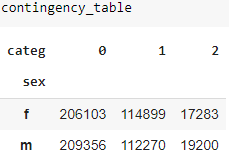 contingency_table
categ 0 1 2
sex
f 206103 114899 17283
m 209356 112270 19200